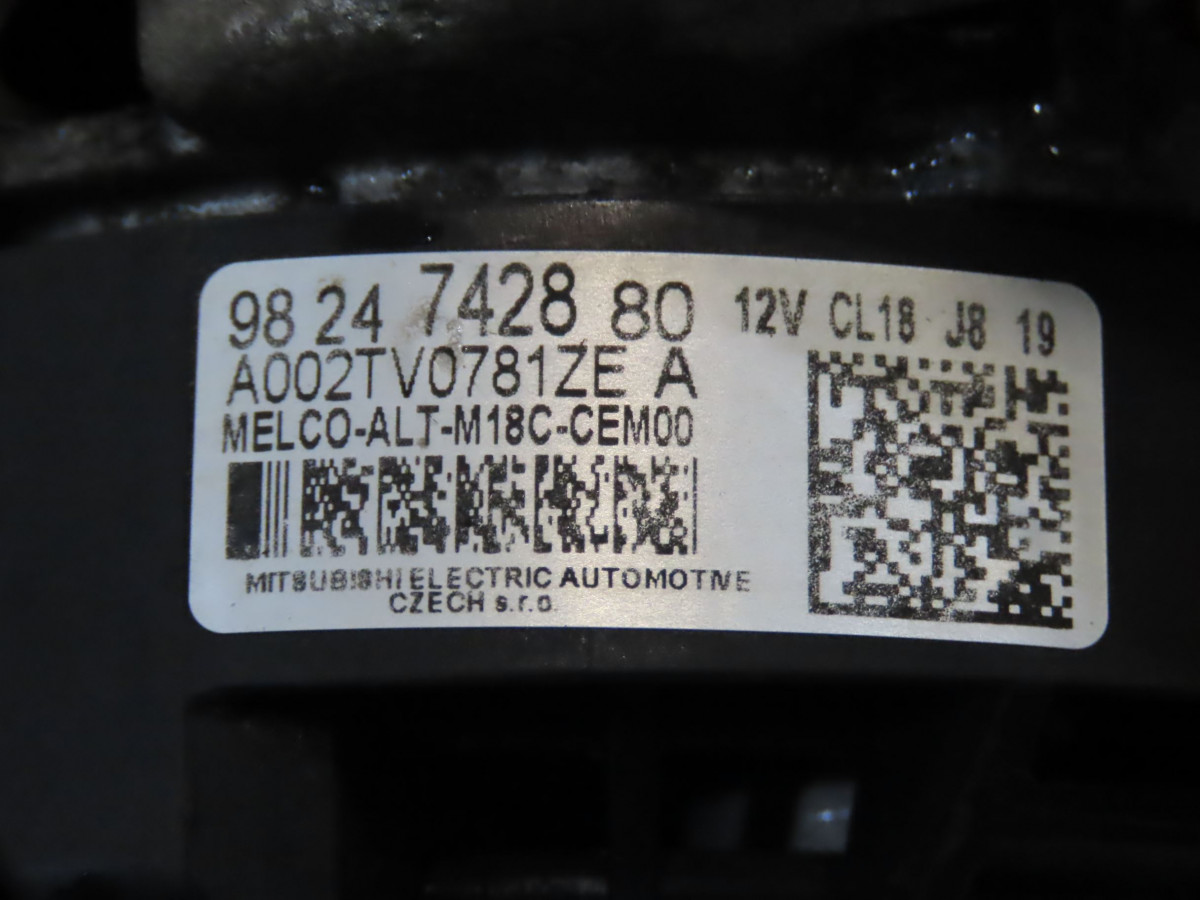 98 24 7428 80 12V CL18 J8 19
A002TV0781ZE A
MELCO-ALT-M18C-CEM00
MITSUBISHI ELECTRIC AUTOMOTIVE
CZECH s.r.o.